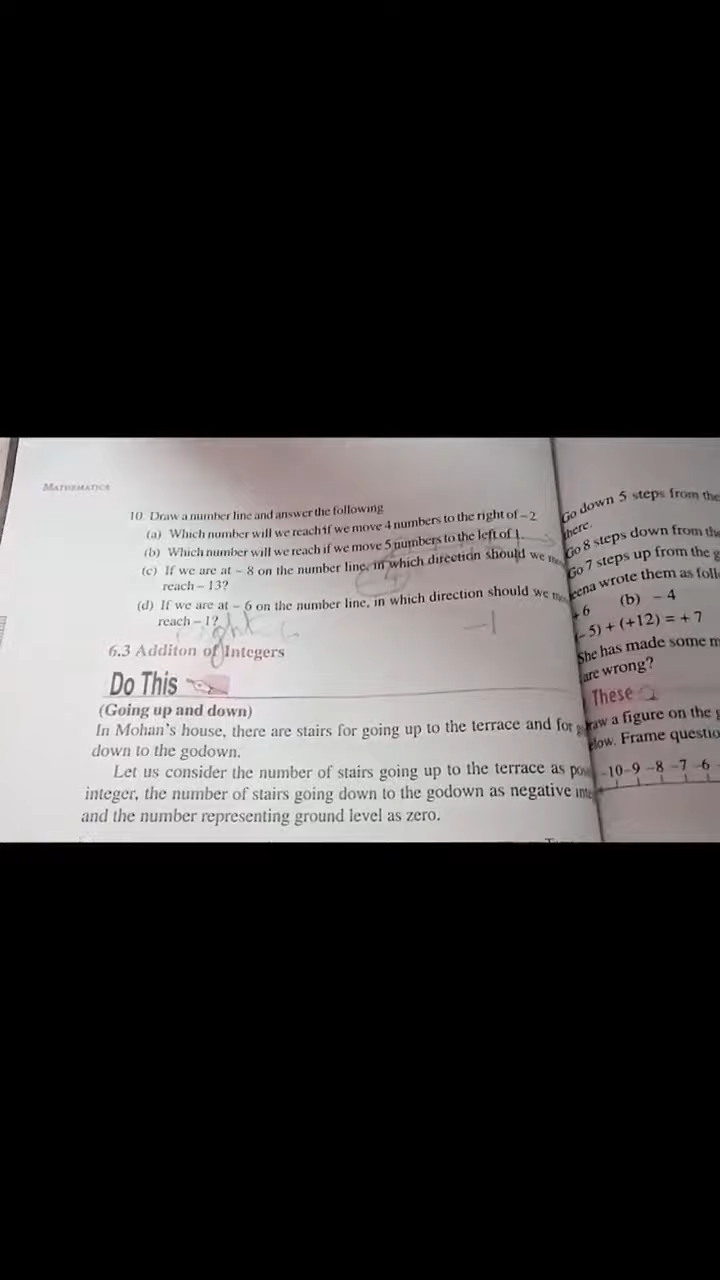 MATHEMATICS
10. Draw a number line and answer the following
(a) Which number will we reach if we move 4 numbers to the right of – 2
(b) Which number will we reach if we move 5 numbers to the left of 1.
(c) If we are at – 8 on the number line, in which direction should we
reach – 13?
(d) If we are at – 6 on the number line, in which direction should we
reach – 1?
-4
-1
6.3 Additon of Integers
Do This
(Going up and down)
In Mohan's house, there are stairs for going up to the terrace and for
down to the godown.
Let us consider the number of stairs going up to the terrace as
integer, the number of stairs going down to the godown as negative
and the number representing ground level as zero.
Go down 5 steps from the
there.
Go 8 steps down from the
Go 7 steps up from the
wrote them as
6 (b) – 4
– 5) + (+12) = + 7
She has made some
are wrong?
These
a figure on the
Frame
–10 –9 –8 –7 –6